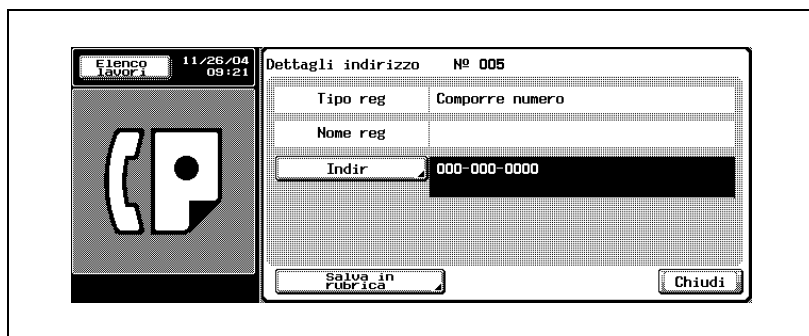 Elenco
lavori
11/26/04
09:21
Dettagli indirizzo Nº 005
Tipo reg Comporre numero
Nome reg
Indir 000-000-0000
Salva in
rubrica
Chiudi